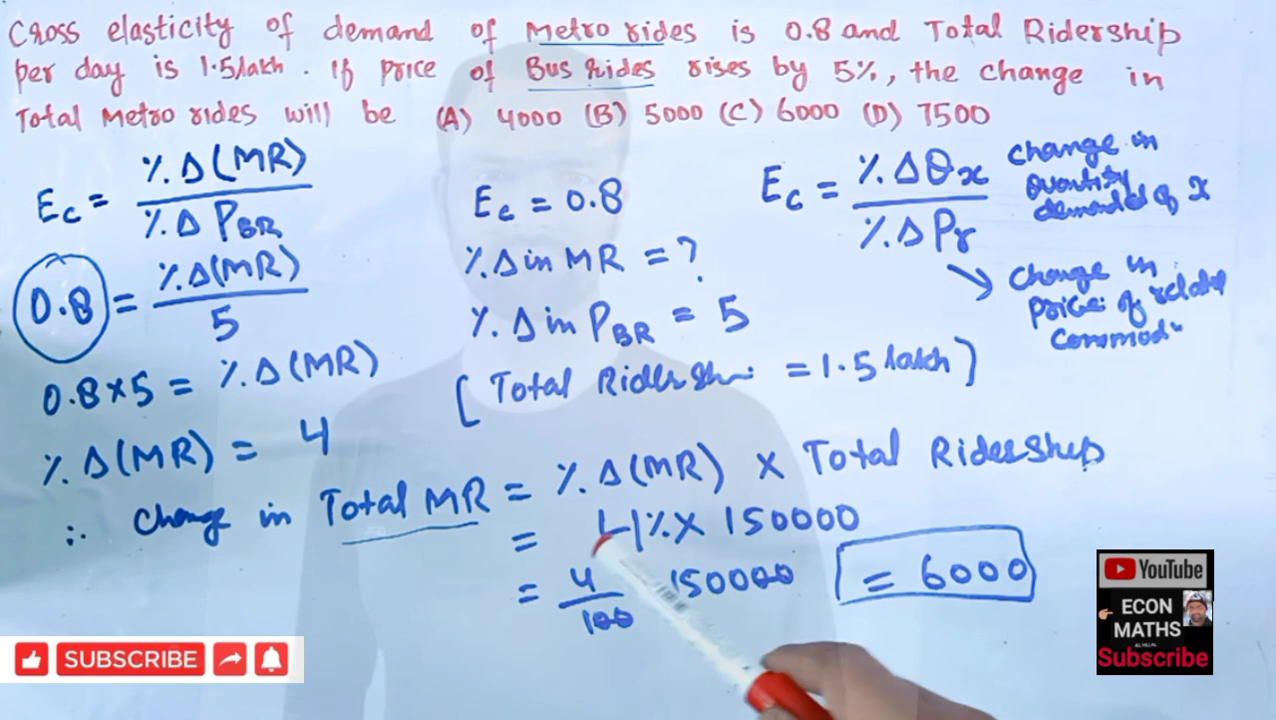 Cross elasticity of demand of Metro rides is 0.8 and Total Ridership
per day is 1.5 lakh. If Price of Bus Rides rises by 5%, the change in
Total Metro rides will be (A) 4000 (B) 5000 (C) 6000 (D) 7500
Ec = %Δ(MR) / %Δ PBR
0.8 = %Δ(MR) / 5
0.8×5 = %Δ(MR)
%Δ(MR) = 4
Ec = 0.8
%Δ in MR = ?
%Δ in PBR = 5
[Total Ridershi = 1.5 lakh)
Ec = %ΔQx / %ΔPr
Change in
Quantity
demanded of x
Change in
Price of related
Commod
∴ Change in Total MR = %Δ(MR) × Total Ridership
= 4% × 150000
= 4/100 150000 = 6000
SUBSCRIBE
YouTube
ECON
MATHS
Subscribe